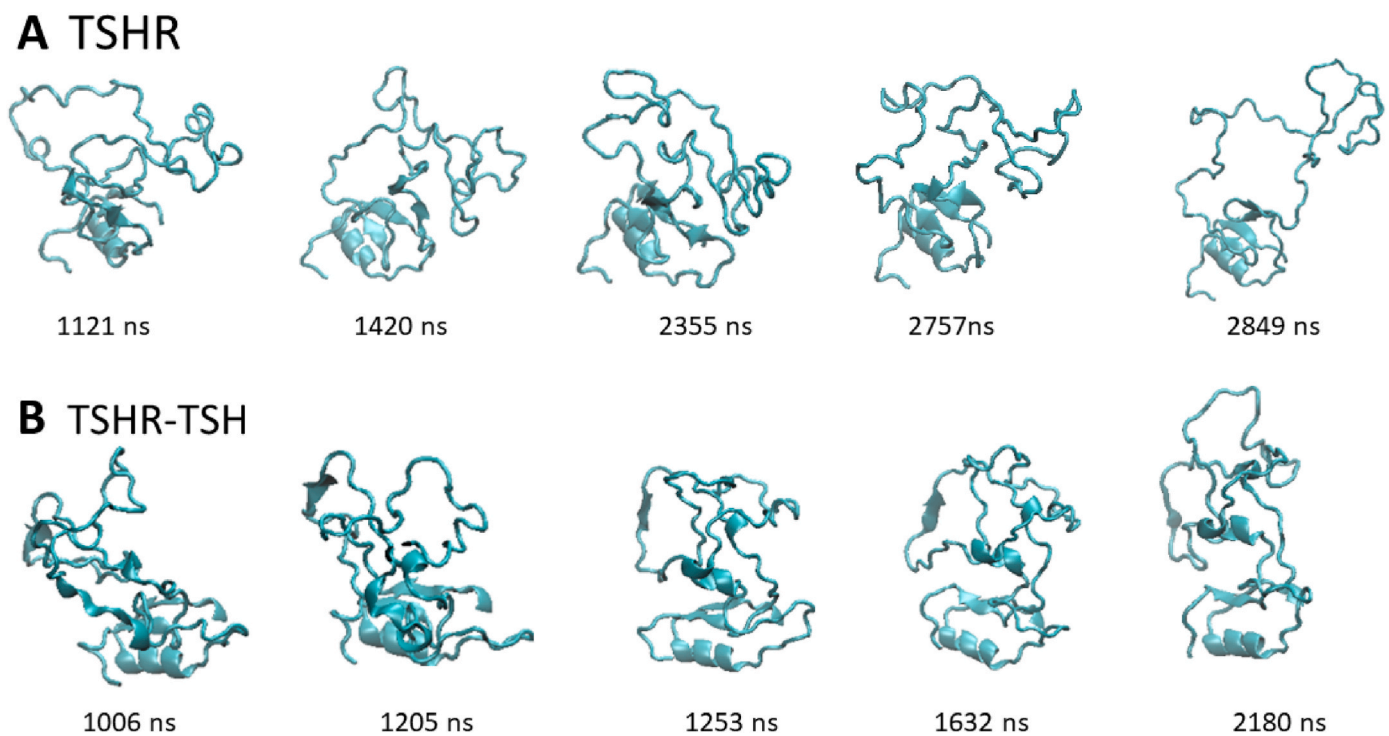 A TSHR
1121 ns
1420 ns
2355 ns
2757ns
2849 ns
B TSHR-TSH
1006 ns
1205 ns
1253 ns
1632 ns
2180 ns